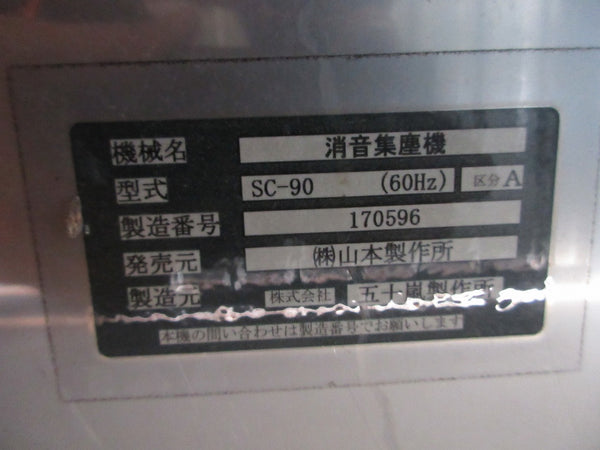 機械名 消音集塵機
型式 SC-90 (60Hz) 区分 A
製造番号 170596
発売元 ㈱山本製作所
製造元 株式会社 五十嵐製作所
本機の問い合わせは製造番号でお願いします